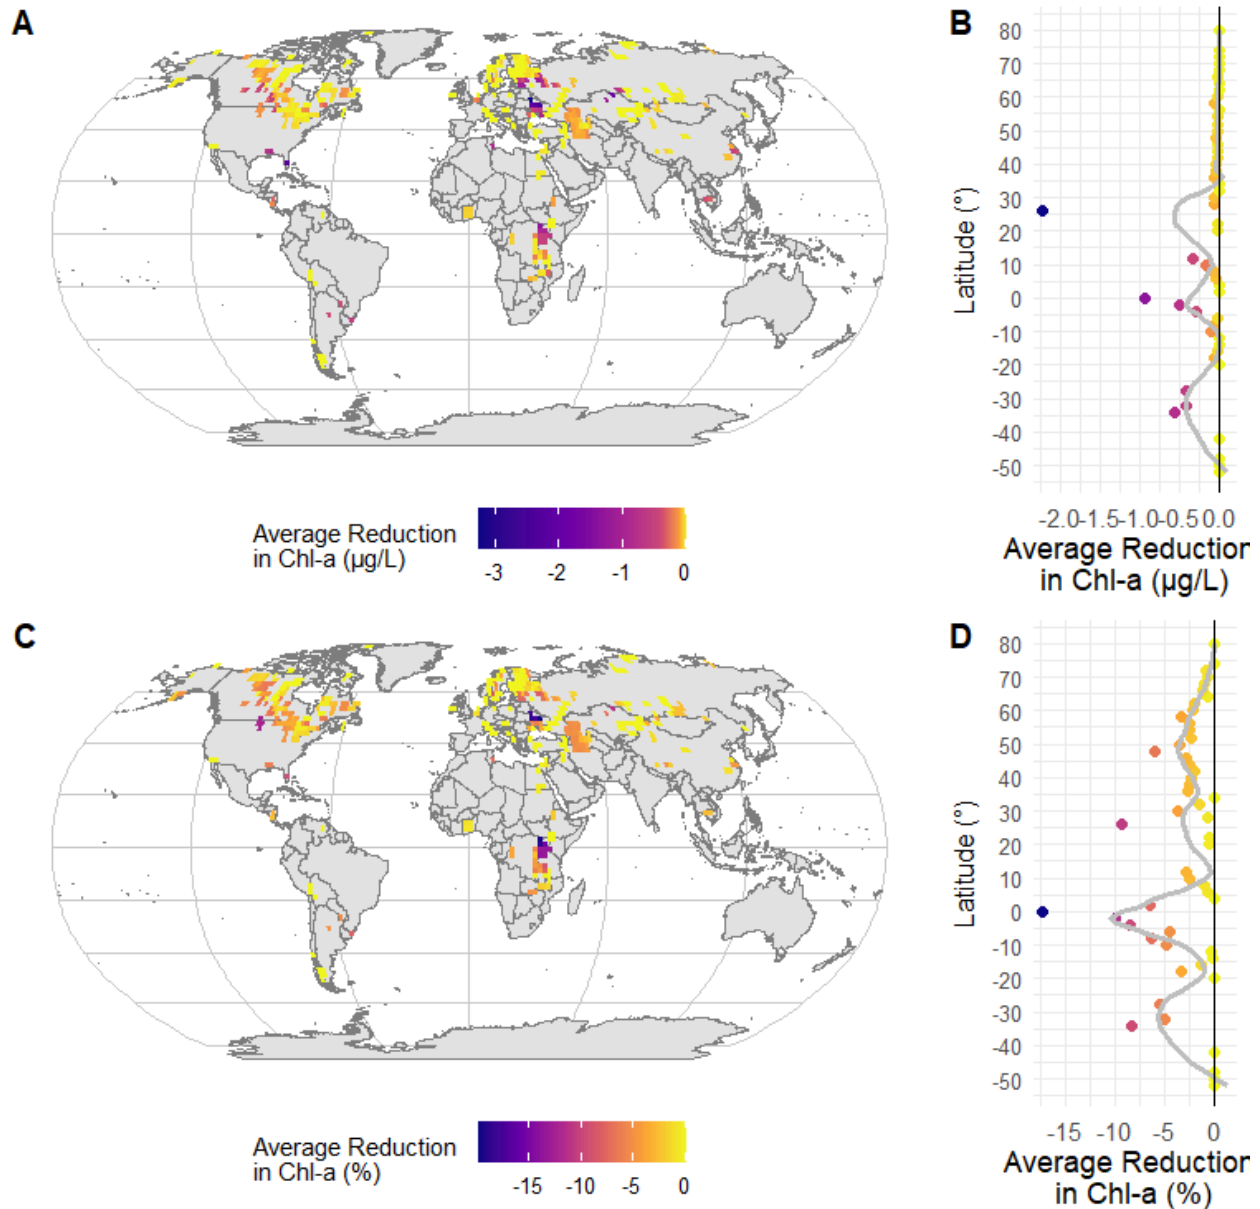 A
B
80
70
60
50
40
30
20
10
0
-10
-20
-30
-40
-50
Latitude (°)
-2.0-1.5-1.0-0.5 0.0
Average Reduction
in Chl-a (µg/L)
Average Reduction
in Chl-a (µg/L)
-3 -2 -1 0
C
D
80
70
60
50
40
30
20
10
0
-10
-20
-30
-40
-50
Latitude (°)
-15 -10 -5 0
Average Reduction
in Chl-a (%)
Average Reduction
in Chl-a (%)
-15 -10 -5 0